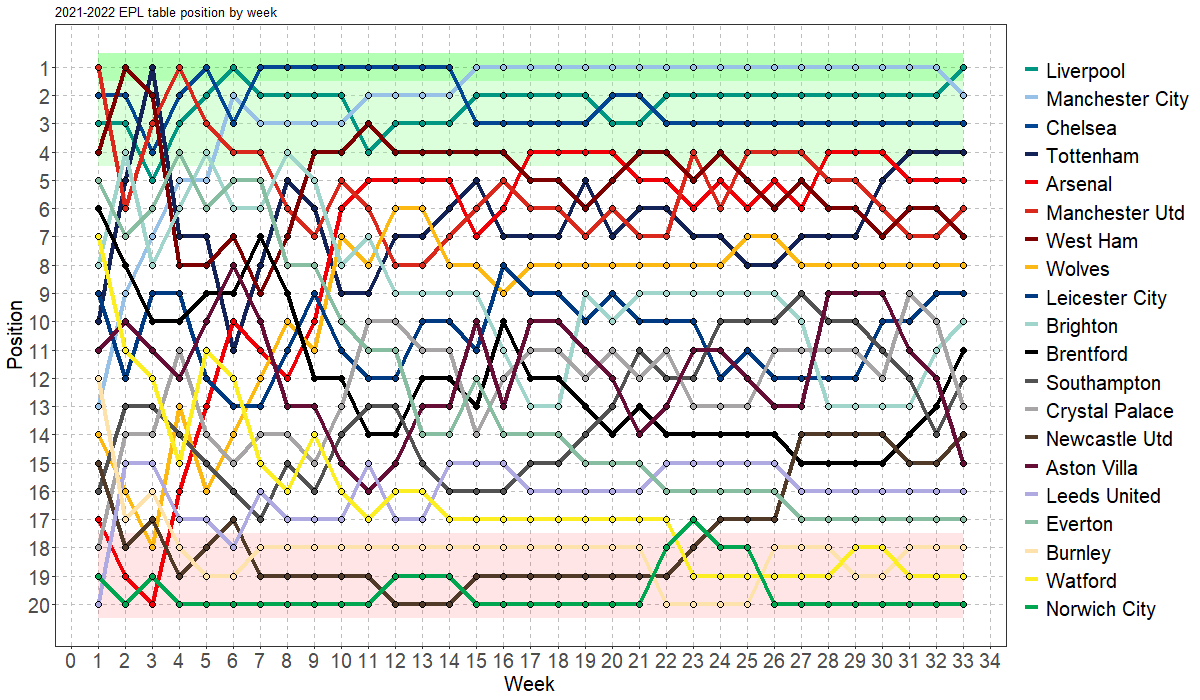 2021-2022 EPL table position by week
Position
1
2
3
4
5
6
7
8
9
10
11
12
13
14
15
16
17
18
19
20
0 1 2 3 4 5 6 7 8 9 10 11 12 13 14 15 16 17 18 19 20 21 22 23 24 25 26 27 28 29 30 31 32 33 34
Week
Liverpool
Manchester City
Chelsea
Tottenham
Arsenal
Manchester Utd
West Ham
Wolves
Leicester City
Brighton
Brentford
Southampton
Crystal Palace
Newcastle Utd
Aston Villa
Leeds United
Everton
Burnley
Watford
Norwich City